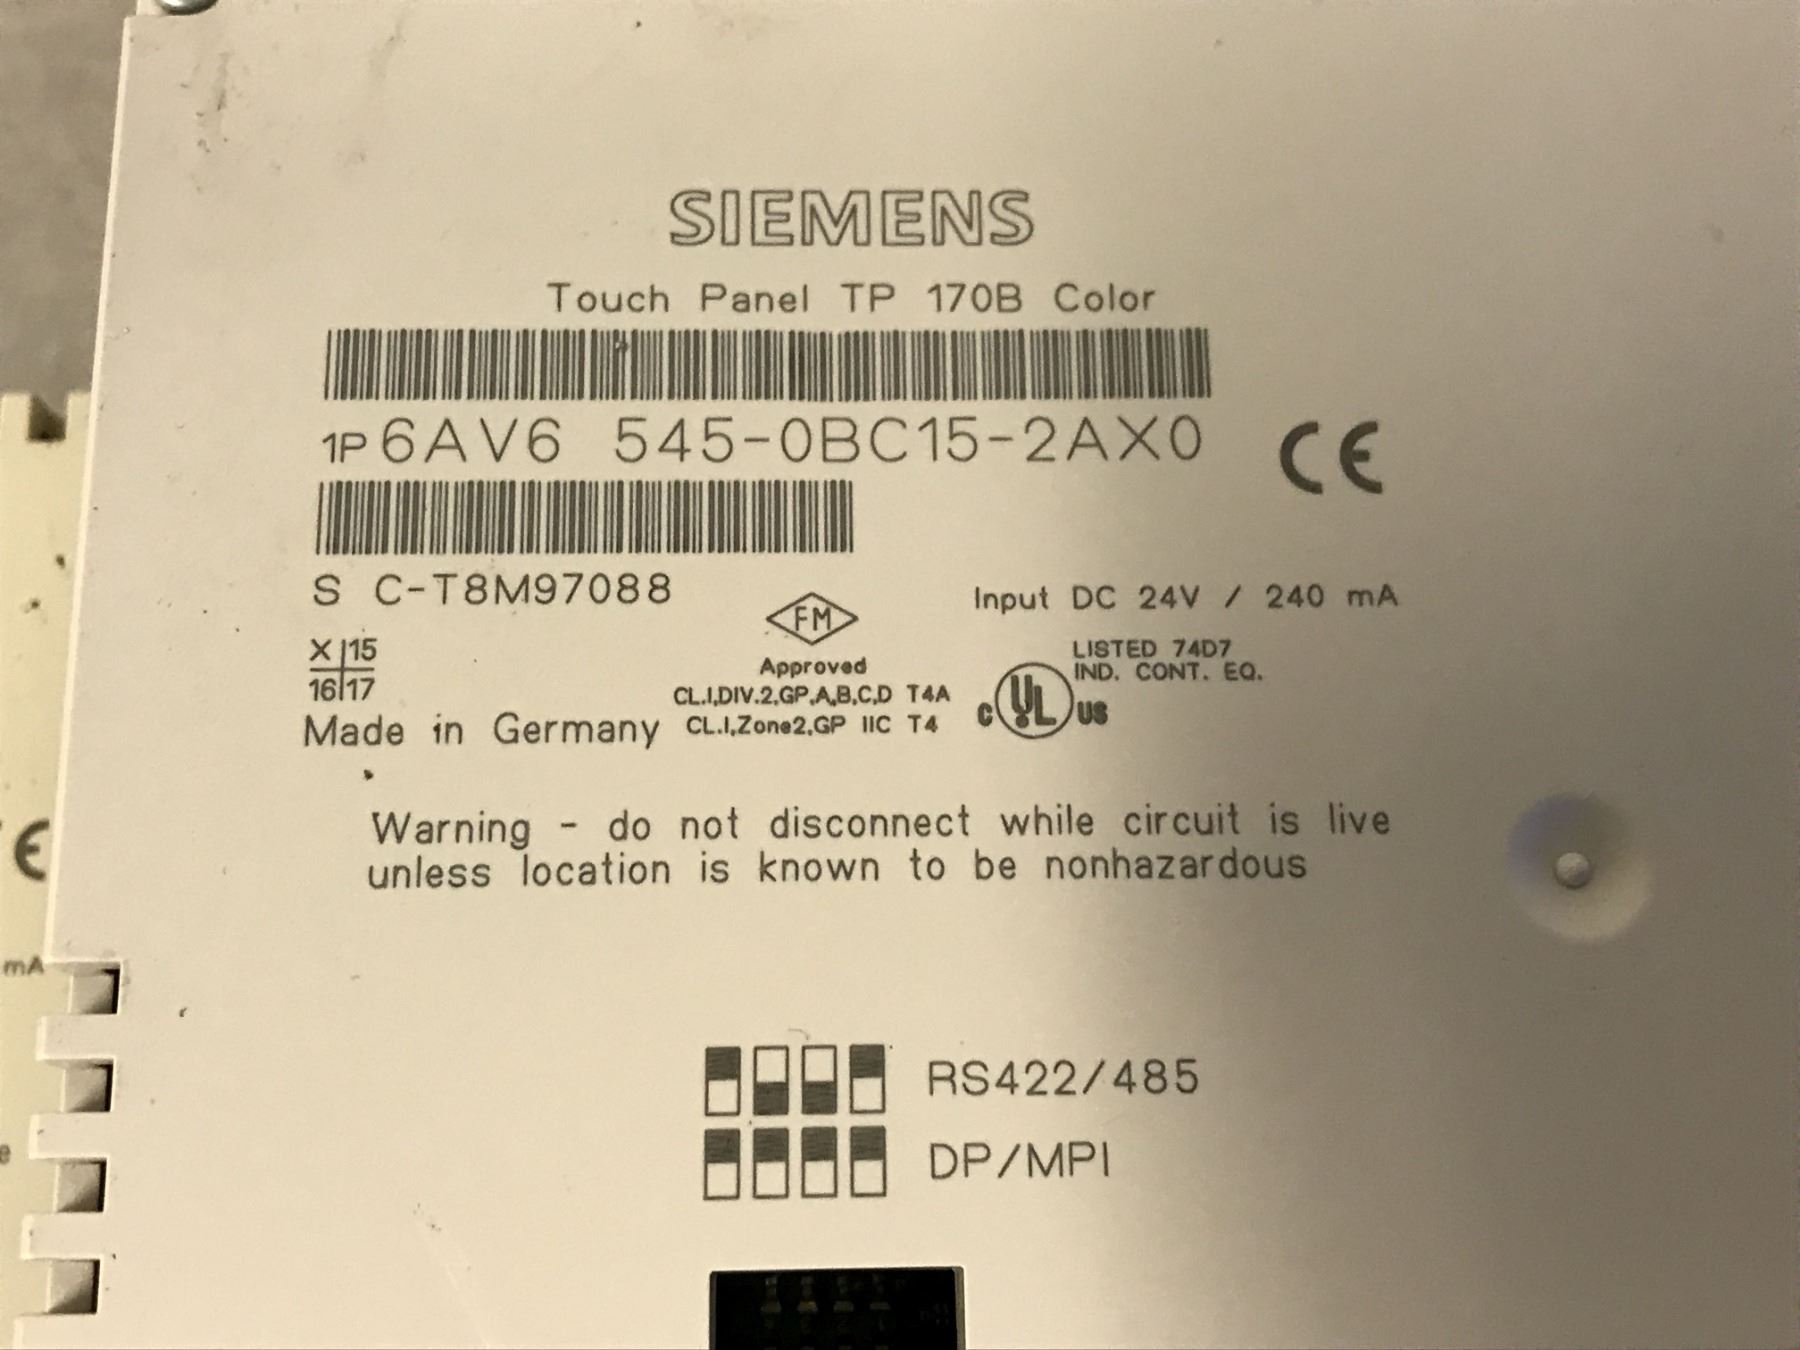 SIEMENS
Touch Panel TP 170B Color
1P 6AV6 545-0BC15-2AX0
CE
S C-T8M97088
Input DC 24V / 240 mA
FM
X 15
16 17
Approved
CL.I,DIV.2,GP.A,B,C,D T4A
CL.I,Zone2,GP IIC T4
LISTED 74D7
IND. CONT. EQ.
C UL US
Made in Germany
Warning - do not disconnect while circuit is live
unless location is known to be nonhazardous
CE
mA
e
RS422/485
DP/MPI